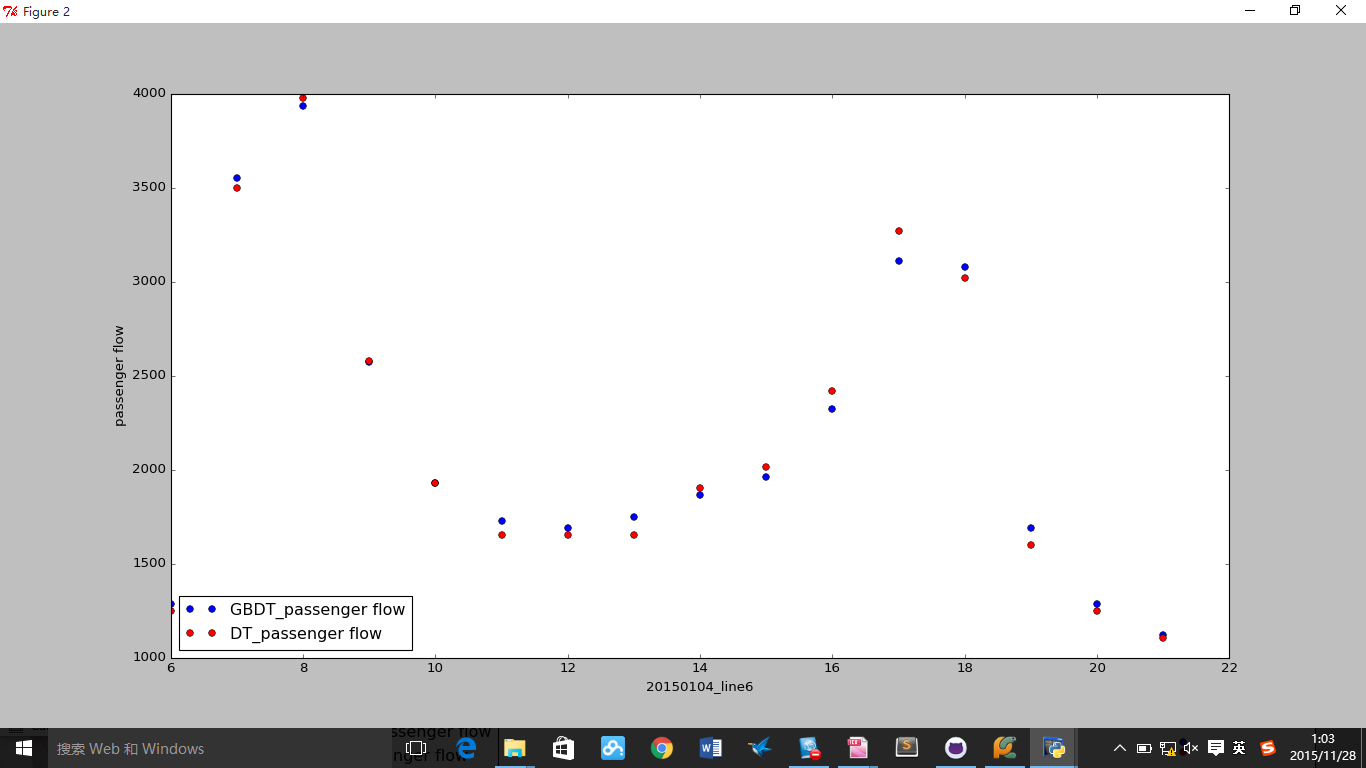 Figure 2
4000
3500
3000
2500
2000
1500
1000
passenger flow
GBDT_passenger flow
DT_passenger flow
6 8 10 12 14 16 18 20 22
20150104_line6
ssenger flow
nger flow
搜索 Web 和 Windows
英
1:03
2015/11/28